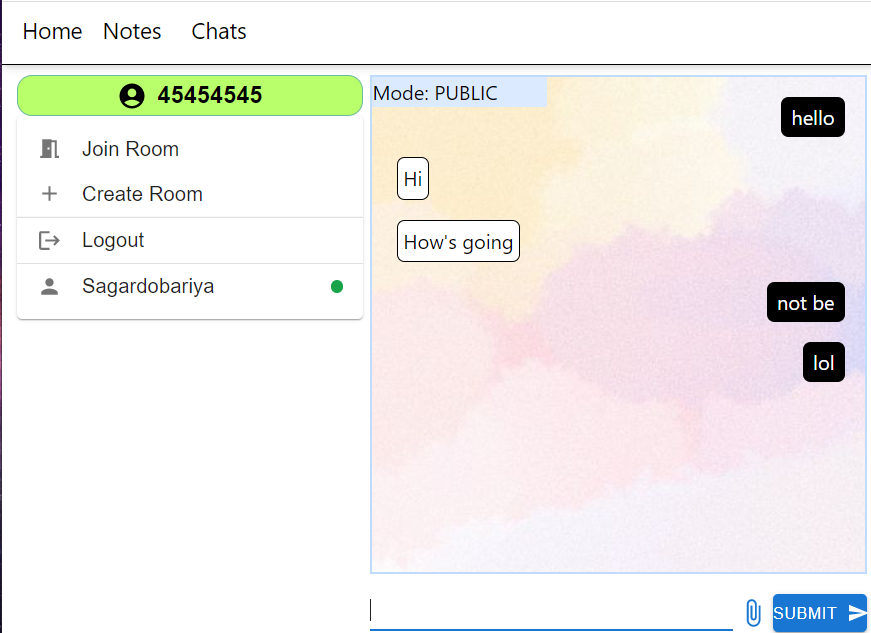 Home Notes Chats
45454545
Join Room
Create Room
Logout
Sagardobariya
Mode: PUBLIC
hello
Hi
How's going
not be
lol
SUBMIT